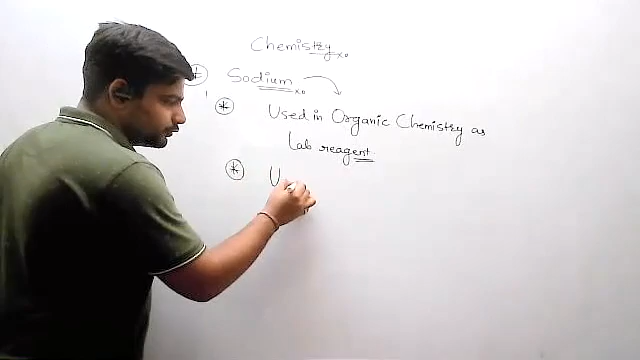 Chemistry
Sodium
Used in Organic Chemistry as
Lab reagent
U